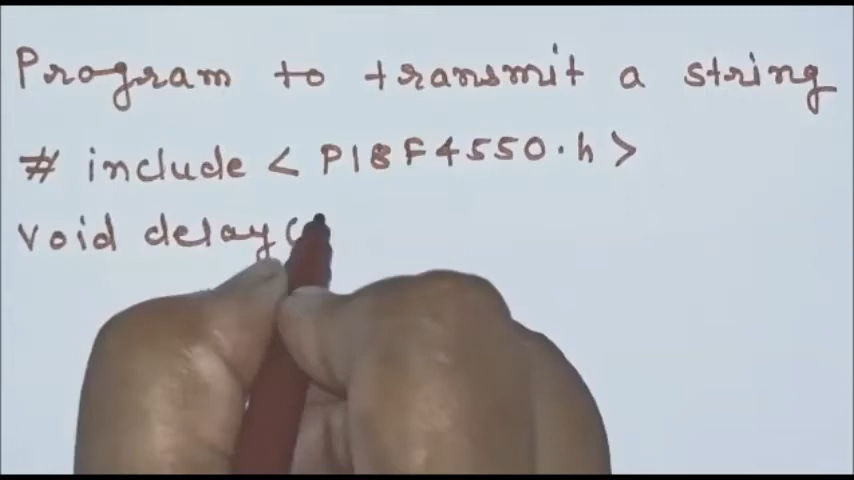 Program to transmit a string
# include < P18F4550.h >
void delay(